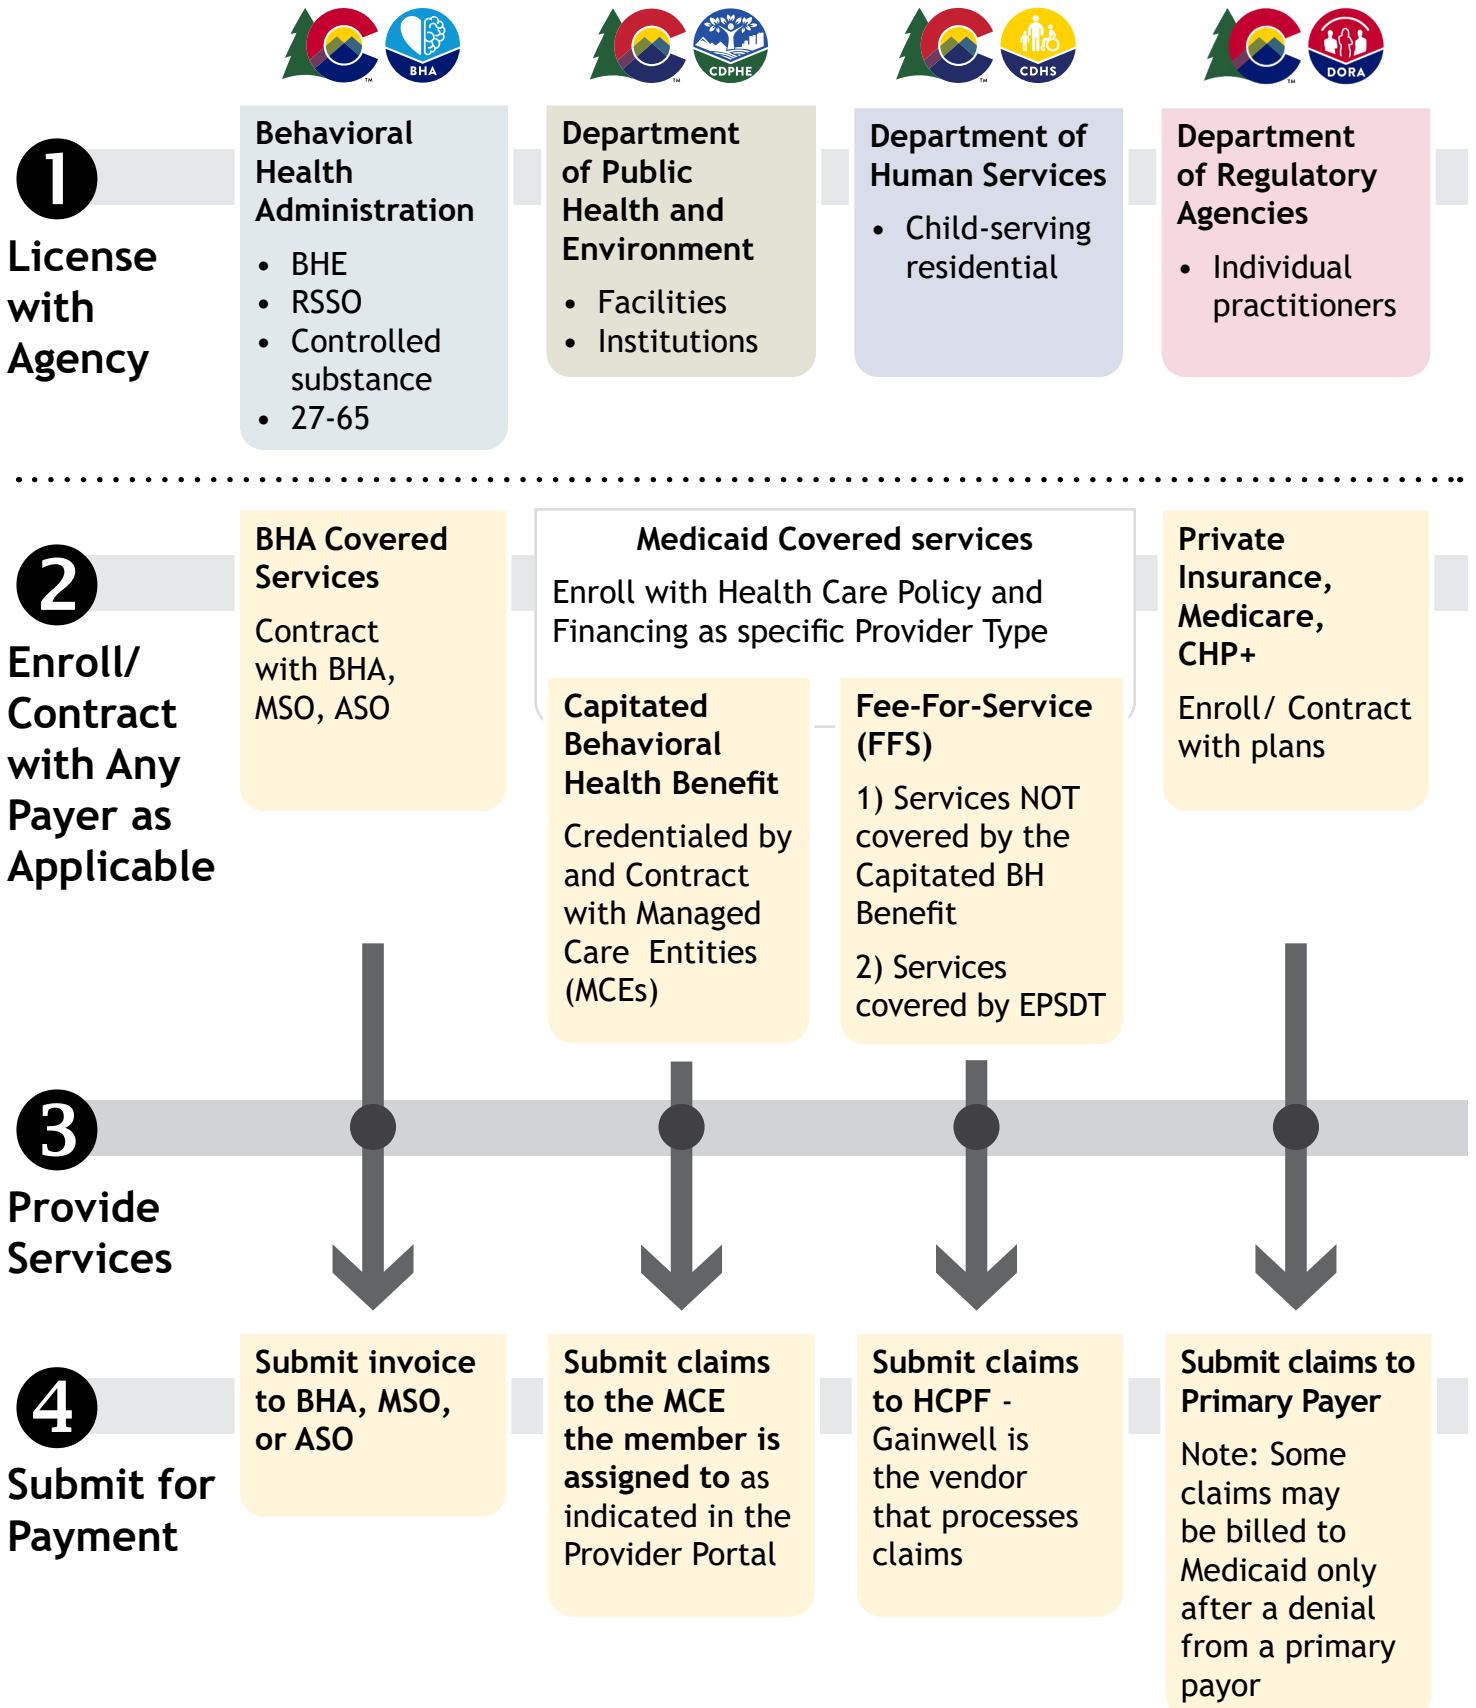 BHA
CDPHE
CDHS
DORA
TM
TM
TM
TM
1
License
with
Agency
Behavioral
Health
Administration
• BHE
• RSSO
• Controlled
substance
• 27-65
Department
of Public
Health and
Environment
• Facilities
• Institutions
Department of
Human Services
• Child-serving
residential
Department
of Regulatory
Agencies
• Individual
practitioners
2
Enroll/
Contract
with Any
Payer as
Applicable
BHA Covered
Services
Contract
with BHA,
MSO, ASO
Medicaid Covered services
Enroll with Health Care Policy and
Financing as specific Provider Type
Capitated
Behavioral
Health Benefit
Credentialed by
and Contract
with Managed
Care Entities
(MCEs)
Fee-For-Service
(FFS)
1) Services NOT
covered by the
Capitated BH
Benefit
2) Services
covered by EPSDT
Private
Insurance,
Medicare,
CHP+
Enroll/ Contract
with plans
3
Provide
Services
4
Submit for
Payment
Submit invoice
to BHA, MSO,
or ASO
Submit claims
to the MCE
the member is
assigned to as
indicated in the
Provider Portal
Submit claims
to HCPF -
Gainwell is
the vendor
that processes
claims
Submit claims to
Primary Payer
Note: Some
claims may
be billed to
Medicaid only
after a denial
from a primary
payor